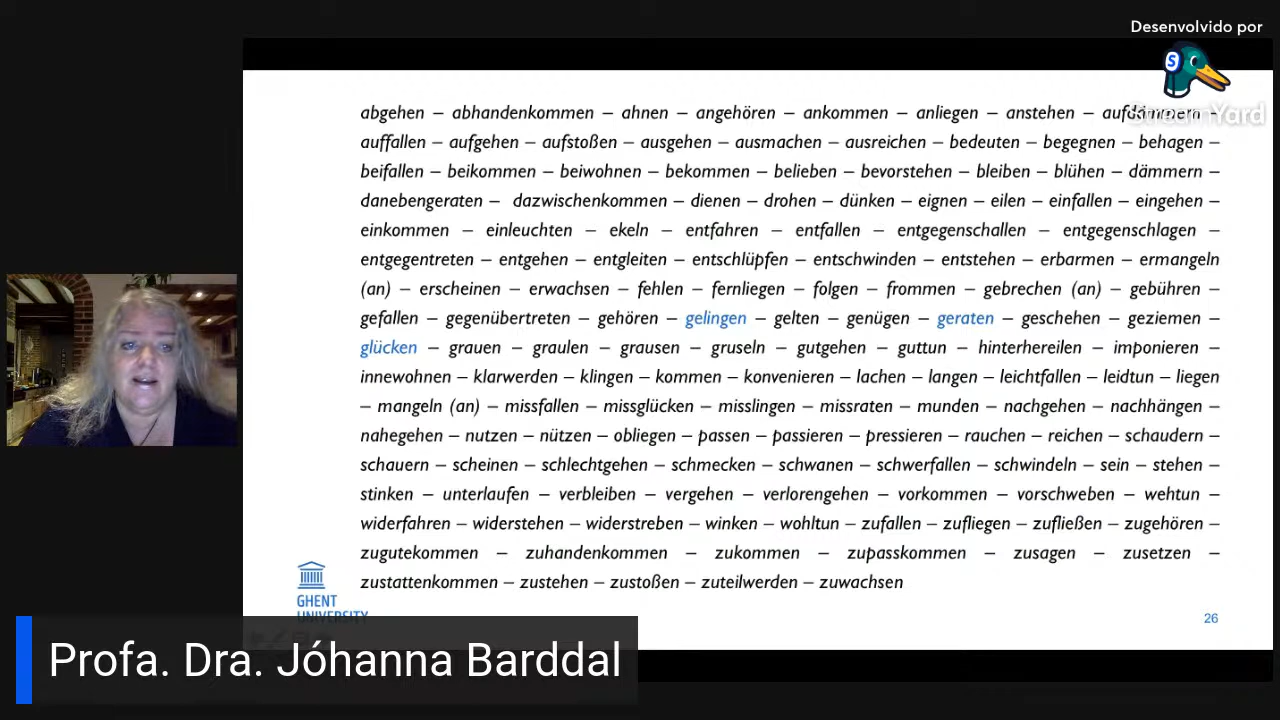 Desenvolvido por
StreamYard
abgehen – abhandenkommen – ahnen – angehören – ankommen – anliegen – anstehen –
auffallen – aufgehen – aufstoßen – ausgehen – ausmachen – ausreichen – bedeuten – begegnen – behagen –
beifallen – beikommen – beiwohnen – bekommen – belieben – bevorstehen – bleiben – blühen – dämmern –
danebengeraten – dazwischenkommen – dienen – drohen – dünken – eignen – eilen – einfallen – eingehen –
einkommen – einleuchten – ekeln – entfahren – entfallen – entgegenschallen – entgegenschlagen –
entgegentreten – entgehen – entgleiten – entschlüpfen – entschwinden – entstehen – erbarmen – ermangeln
(an) – erscheinen – erwachsen – fehlen – fernliegen – folgen – frommen – gebrechen (an) – gebühren –
gefallen – gegenübertreten – gehören – gelingen – gelten – genügen – geraten – geschehen – geziemen –
glücken – grauen – graulen – grausen – gruseln – gutgehen – guttun – hinterhereilen – imponieren –
innewohnen – klarwerden – klingen – kommen – konvenieren – lachen – langen – leichtfallen – leidtun – liegen
– mangeln (an) – missfallen – missglücken – misslingen – missraten – munden – nachgehen – nachhängen –
nahegehen – nutzen – nützen – obliegen – passen – passieren – pressieren – rauchen – reichen – schaudern –
schauern – scheinen – schlechtgehen – schmecken – schwanen – schwerfallen – schwindeln – sein – stehen –
stinken – unterlaufen – verbleiben – vergehen – verlorengehen – vorkommen – vorschweben – wehtun –
widerfahren – widerstehen – widerstreben – winken – wohltun – zufallen – zufliegen – zufließen – zugehören –
zugutekommen – zuhandenkommen – zukommen – zupasskommen – zusagen – zusetzen –
zustattenkommen – zustehen – zustoßen – zuteilwerden – zuwachsen
GHENT
UNIVERSITY
26
Profa. Dra. Jóhanna Barddal